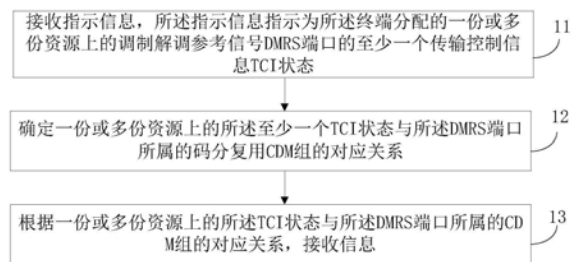 接收指示信息，所述指示信息指示为所述终端分配的一份或多
份资源上的调制解调参考信号DMRS端口的至少一个传输控制信
息TCI状态
11
确定一份或多份资源上的所述至少一个TCI状态与所述DMRS端口
所属的码分复用CDM组的对应关系
12
根据一份或多份资源上的所述TCI状态与所述DMRS端口所属的CD
M组的对应关系，接收信息
13